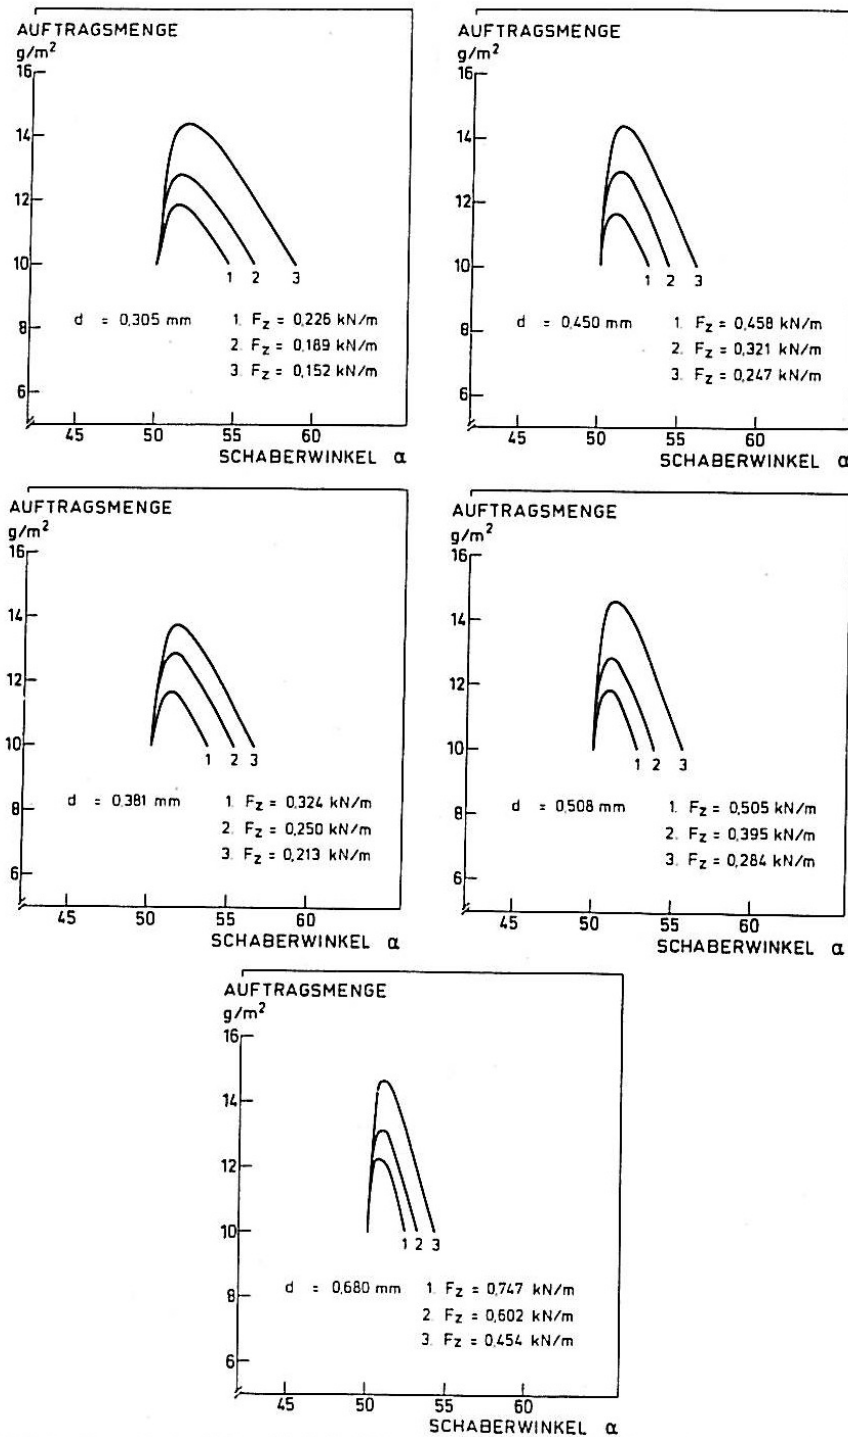 AUFTRAGSMENGE
g/m²
16
14
12
10
8
6
1 2 3
d = 0,305 mm 1. Fz = 0,226 kN/m
2. Fz = 0,189 kN/m
3. Fz = 0,152 kN/m
45 50 55 60
SCHABERWINKEL α
AUFTRAGSMENGE
g/m²
16
14
12
10
8
6
1 2 3
d = 0,450 mm 1. Fz = 0,458 kN/m
2. Fz = 0,321 kN/m
3. Fz = 0,247 kN/m
45 50 55 60
SCHABERWINKEL α
AUFTRAGSMENGE
g/m²
16
14
12
10
8
6
1 2 3
d = 0,381 mm 1. Fz = 0,324 kN/m
2. Fz = 0,250 kN/m
3. Fz = 0,213 kN/m
45 50 55 60
SCHABERWINKEL α
AUFTRAGSMENGE
g/m²
16
14
12
10
8
6
1 2 3
d = 0,508 mm 1. Fz = 0,505 kN/m
2. Fz = 0,395 kN/m
3. Fz = 0,284 kN/m
45 50 55 60
SCHABERWINKEL α
AUFTRAGSMENGE
g/m²
16
14
12
10
8
6
1 2 3
d = 0,680 mm 1. Fz = 0,747 kN/m
2. Fz = 0,602 kN/m
3. Fz = 0,454 kN/m
45 50 55 60
SCHABERWINKEL α